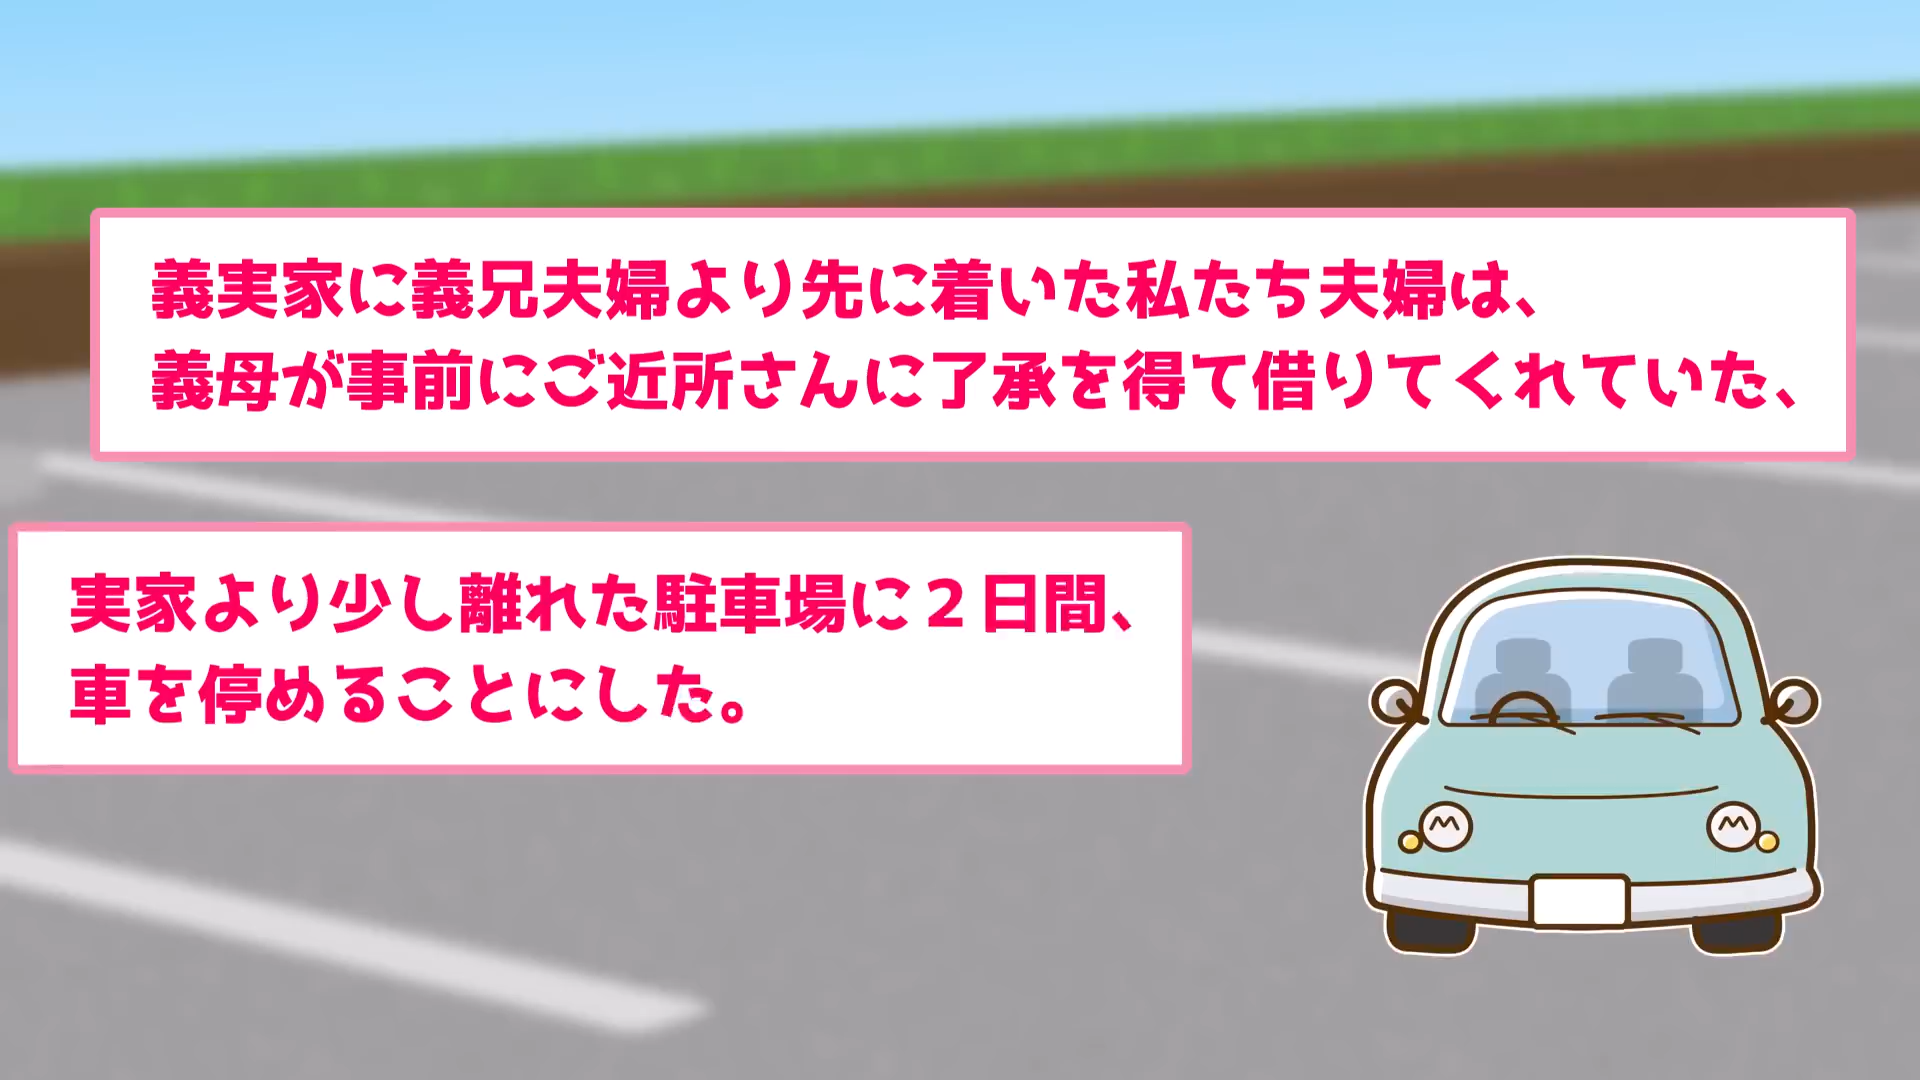 義実家に義兄夫婦より先に着いた私たち夫婦は、
義母が事前にご近所さんに了承を得て借りてくれていた、
実家より少し離れた駐車場に２日間、
車を停めることにした。